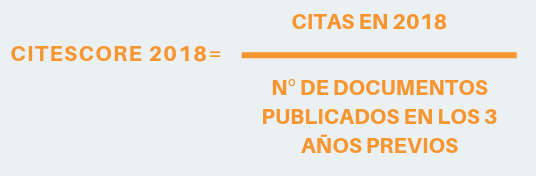 CITAS EN 2018
CITESCORE 2018=
Nº DE DOCUMENTOS
PUBLICADOS EN LOS 3
AÑOS PREVIOS